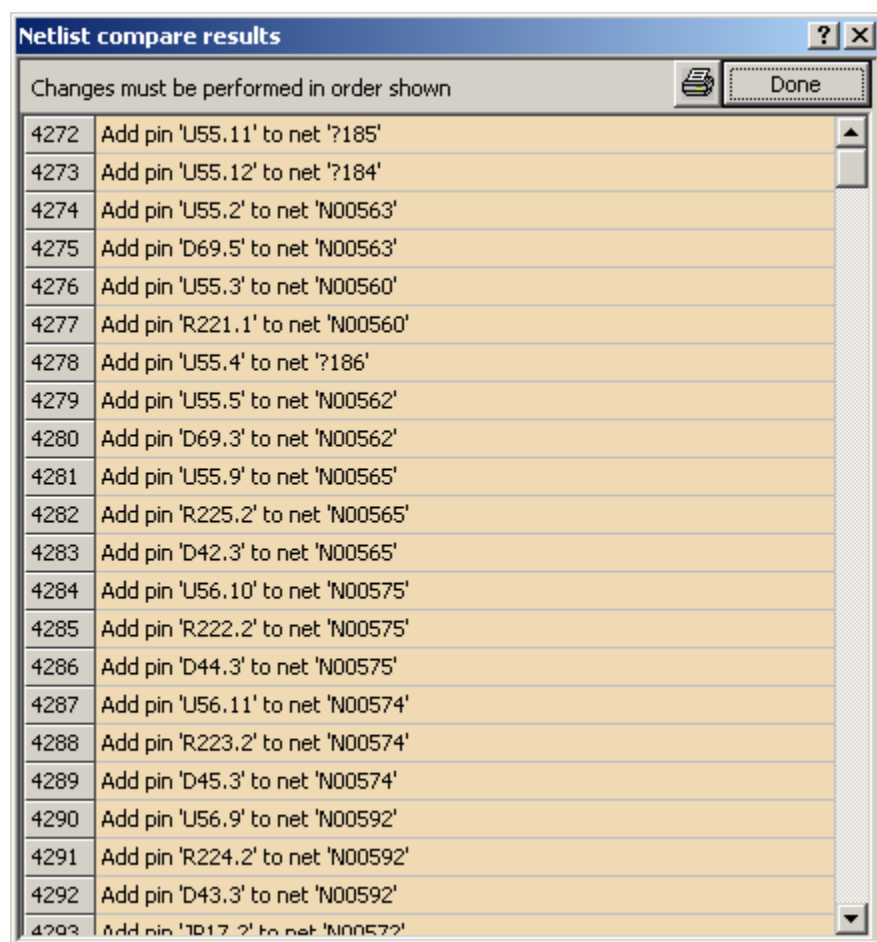 Netlist compare results
Changes must be performed in order shown Done
4272 Add pin 'U55.11' to net '?185'
4273 Add pin 'U55.12' to net '?184'
4274 Add pin 'U55.2' to net 'N00563'
4275 Add pin 'D69.5' to net 'N00563'
4276 Add pin 'U55.3' to net 'N00560'
4277 Add pin 'R221.1' to net 'N00560'
4278 Add pin 'U55.4' to net '?186'
4279 Add pin 'U55.5' to net 'N00562'
4280 Add pin 'D69.3' to net 'N00562'
4281 Add pin 'U55.9' to net 'N00565'
4282 Add pin 'R225.2' to net 'N00565'
4283 Add pin 'D42.3' to net 'N00565'
4284 Add pin 'U56.10' to net 'N00575'
4285 Add pin 'R222.2' to net 'N00575'
4286 Add pin 'D44.3' to net 'N00575'
4287 Add pin 'U56.11' to net 'N00574'
4288 Add pin 'R223.2' to net 'N00574'
4289 Add pin 'D45.3' to net 'N00574'
4290 Add pin 'U56.9' to net 'N00592'
4291 Add pin 'R224.2' to net 'N00592'
4292 Add pin 'D43.3' to net 'N00592'
4293 Add pin 'JP17.2' to net 'N00572'